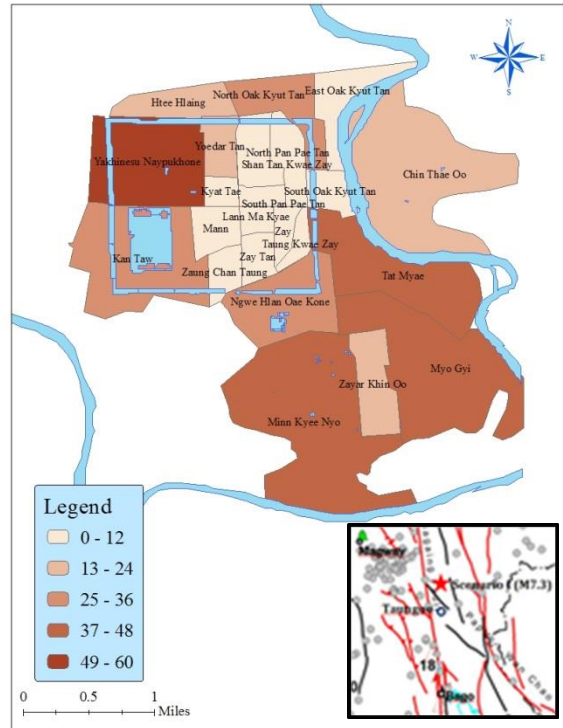 N
W
E
S
East Oak Kyut Tan
North Oak Kyut Tan
Htee Hlaing
Yoedar Tan
North Pan Pae Tan
Yakhinesu Naypukhone
Shan Tan Kwae Zay
Chin Thae Oo
Kyat Tae
South Oak Kyut Tan
South Pan Pae Tan
Lann Ma Kyae
Mann
Zay
Taung Kwae Zay
Kan Taw
Zay Tan
Zaung Chan Taung
Tat Myae
Ngwe Hlan Oae Kone
Myo Gyi
Zayar Khin Oo
Minn Kyee Nyo
Legend
0 - 12
13 - 24
25 - 36
37 - 48
49 - 60
0
0.5
1
Miles
Magway
Scenario I (M7.3)
Taungoo
18
Bago